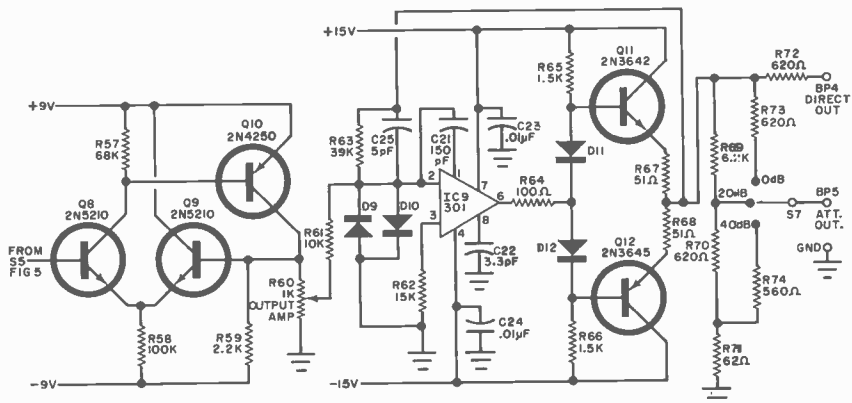 +15V
+9V
Q10
2N4250
R57
68K
Q8
2N5210
Q9
2N5210
FROM
S5
FIG 5
R58
100K
R59
2.2K
R60
1K
OUTPUT
AMP
R61
10K
-9V
R63
39K
C25
5pF
C21
150
pF
C23
.01µF
D9
D10
2
3
1
7
6
8
4
IC9
301
R62
15K
C22
3.3pF
C24
.01µF
-15V
R64
100Ω
R65
1.5K
Q11
2N3642
D11
D12
R67
51Ω
R68
51Ω
Q12
2N3645
R66
1.5K
R72
620Ω
BP4
DIRECT
OUT
R73
620Ω
R69
0dB
20dB
40dB
S7
BP5
ATT.
OUT.
GND
R70
620Ω
R74
560Ω
R71
62Ω